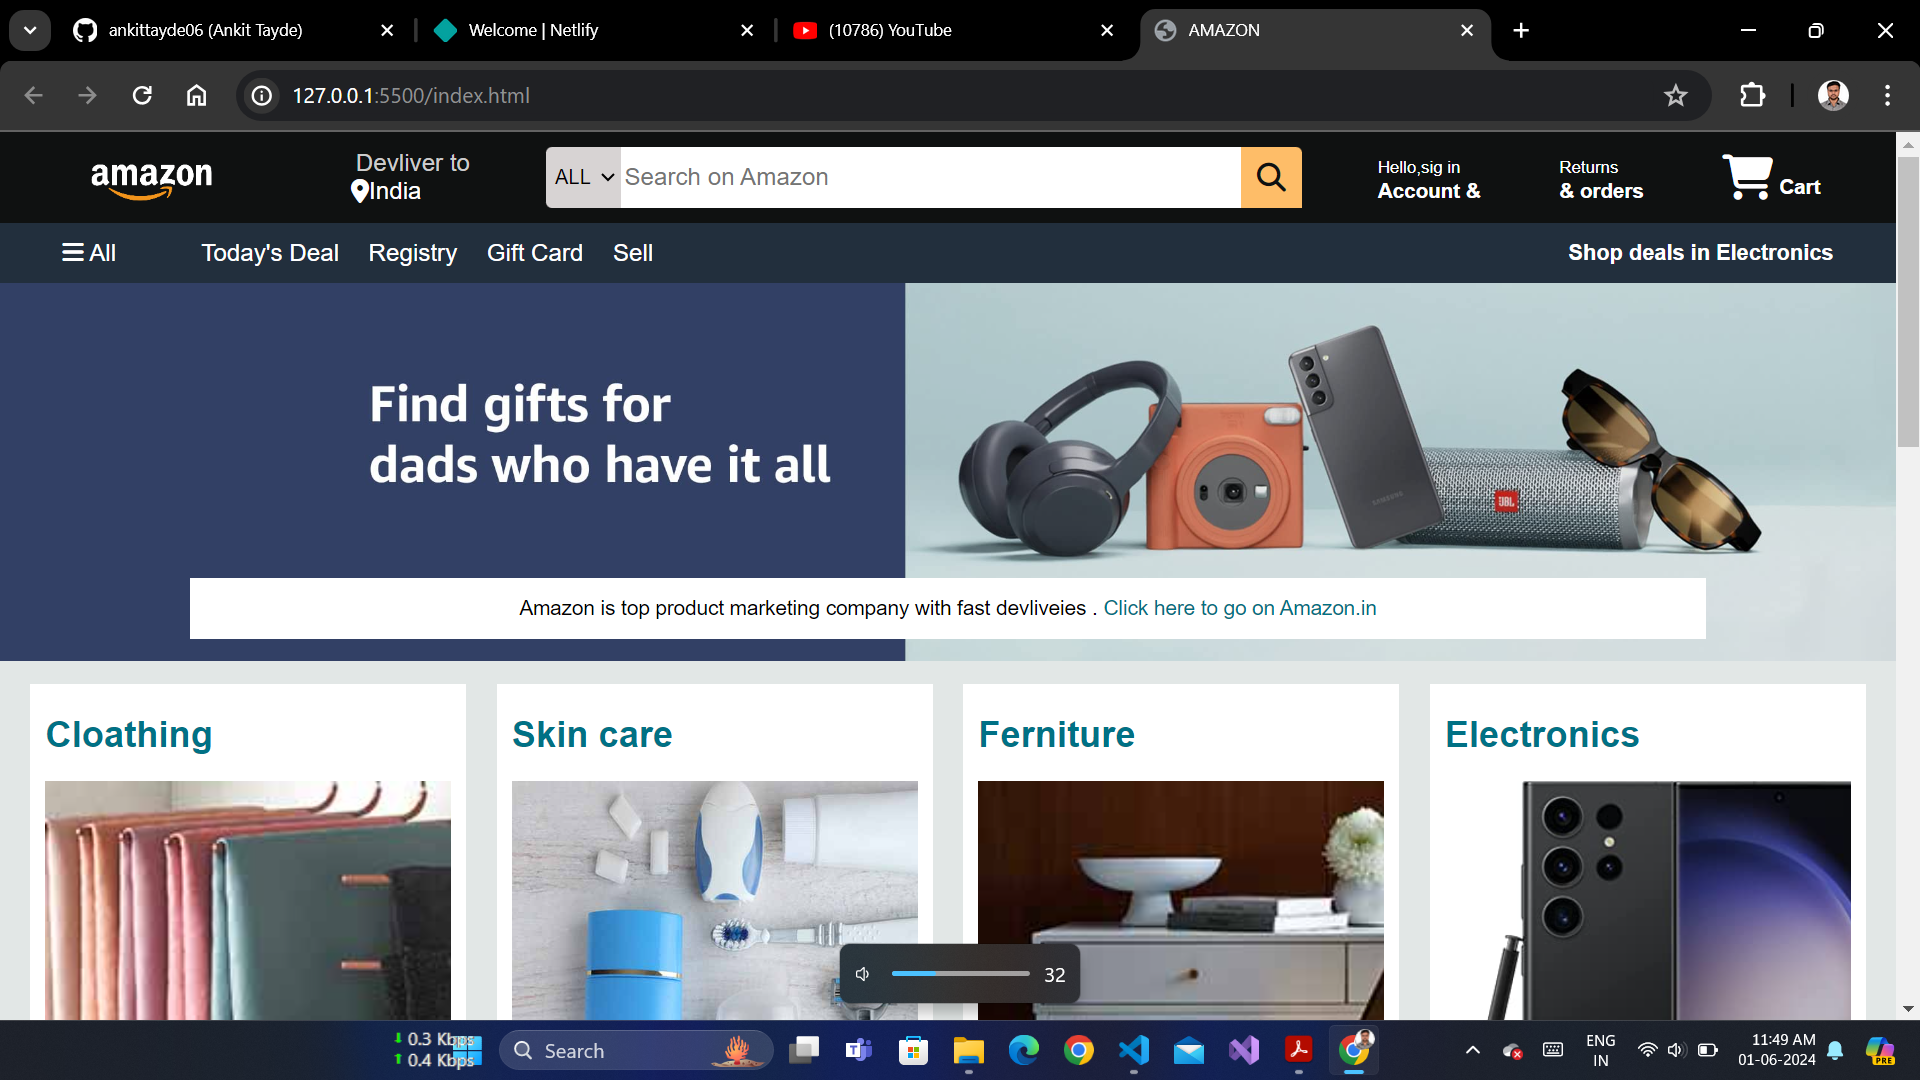 ankittayde06 (Ankit Tayde)
Welcome | Netlify
(10786) YouTube
AMAZON
127.0.0.1:5500/index.html
amazon
Devliver to
India
ALL
Search on Amazon
Hello,sig in
Account &
Returns
& orders
Cart
All
Today's Deal
Registry
Gift Card
Sell
Shop deals in Electronics
Find gifts for
dads who have it all
SAMSUNG
JBL
Amazon is top product marketing company with fast devliveies . Click here to go on Amazon.in
Cloathing
Skin care
Ferniture
Electronics
32
0.3 Kbps
0.4 Kbps
Search
ENG
IN
11:49 AM
01-06-2024
PRE